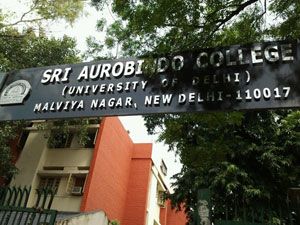 SRI AUROBINDO COLLEGE
(UNIVERSITY OF DELHI)
MALVIYA NAGAR, NEW DELHI-110017